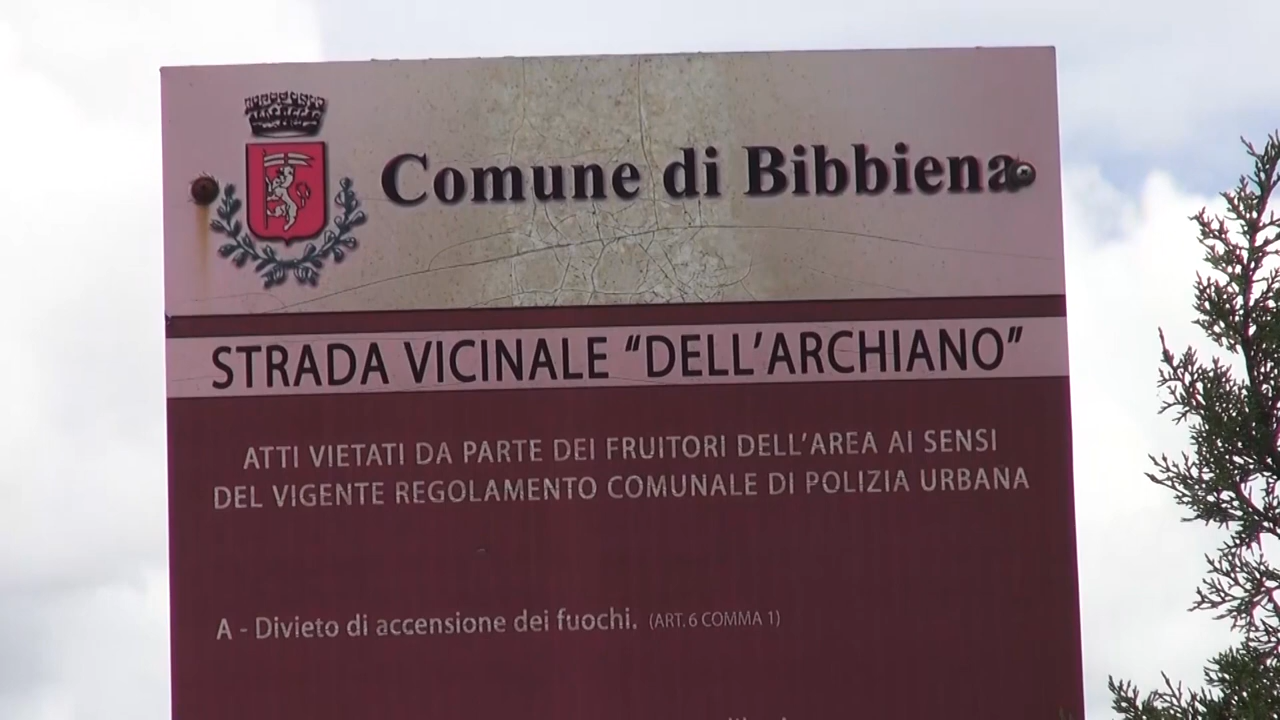 Comune di Bibbiena
STRADA VICINALE “DELL’ARCHIANO”
ATTI VIETATI DA PARTE DEI FRUITORI DELL’AREA AI SENSI
DEL VIGENTE REGOLAMENTO COMUNALE DI POLIZIA URBANA
A - Divieto di accensione dei fuochi. (ART. 6 COMMA 1)